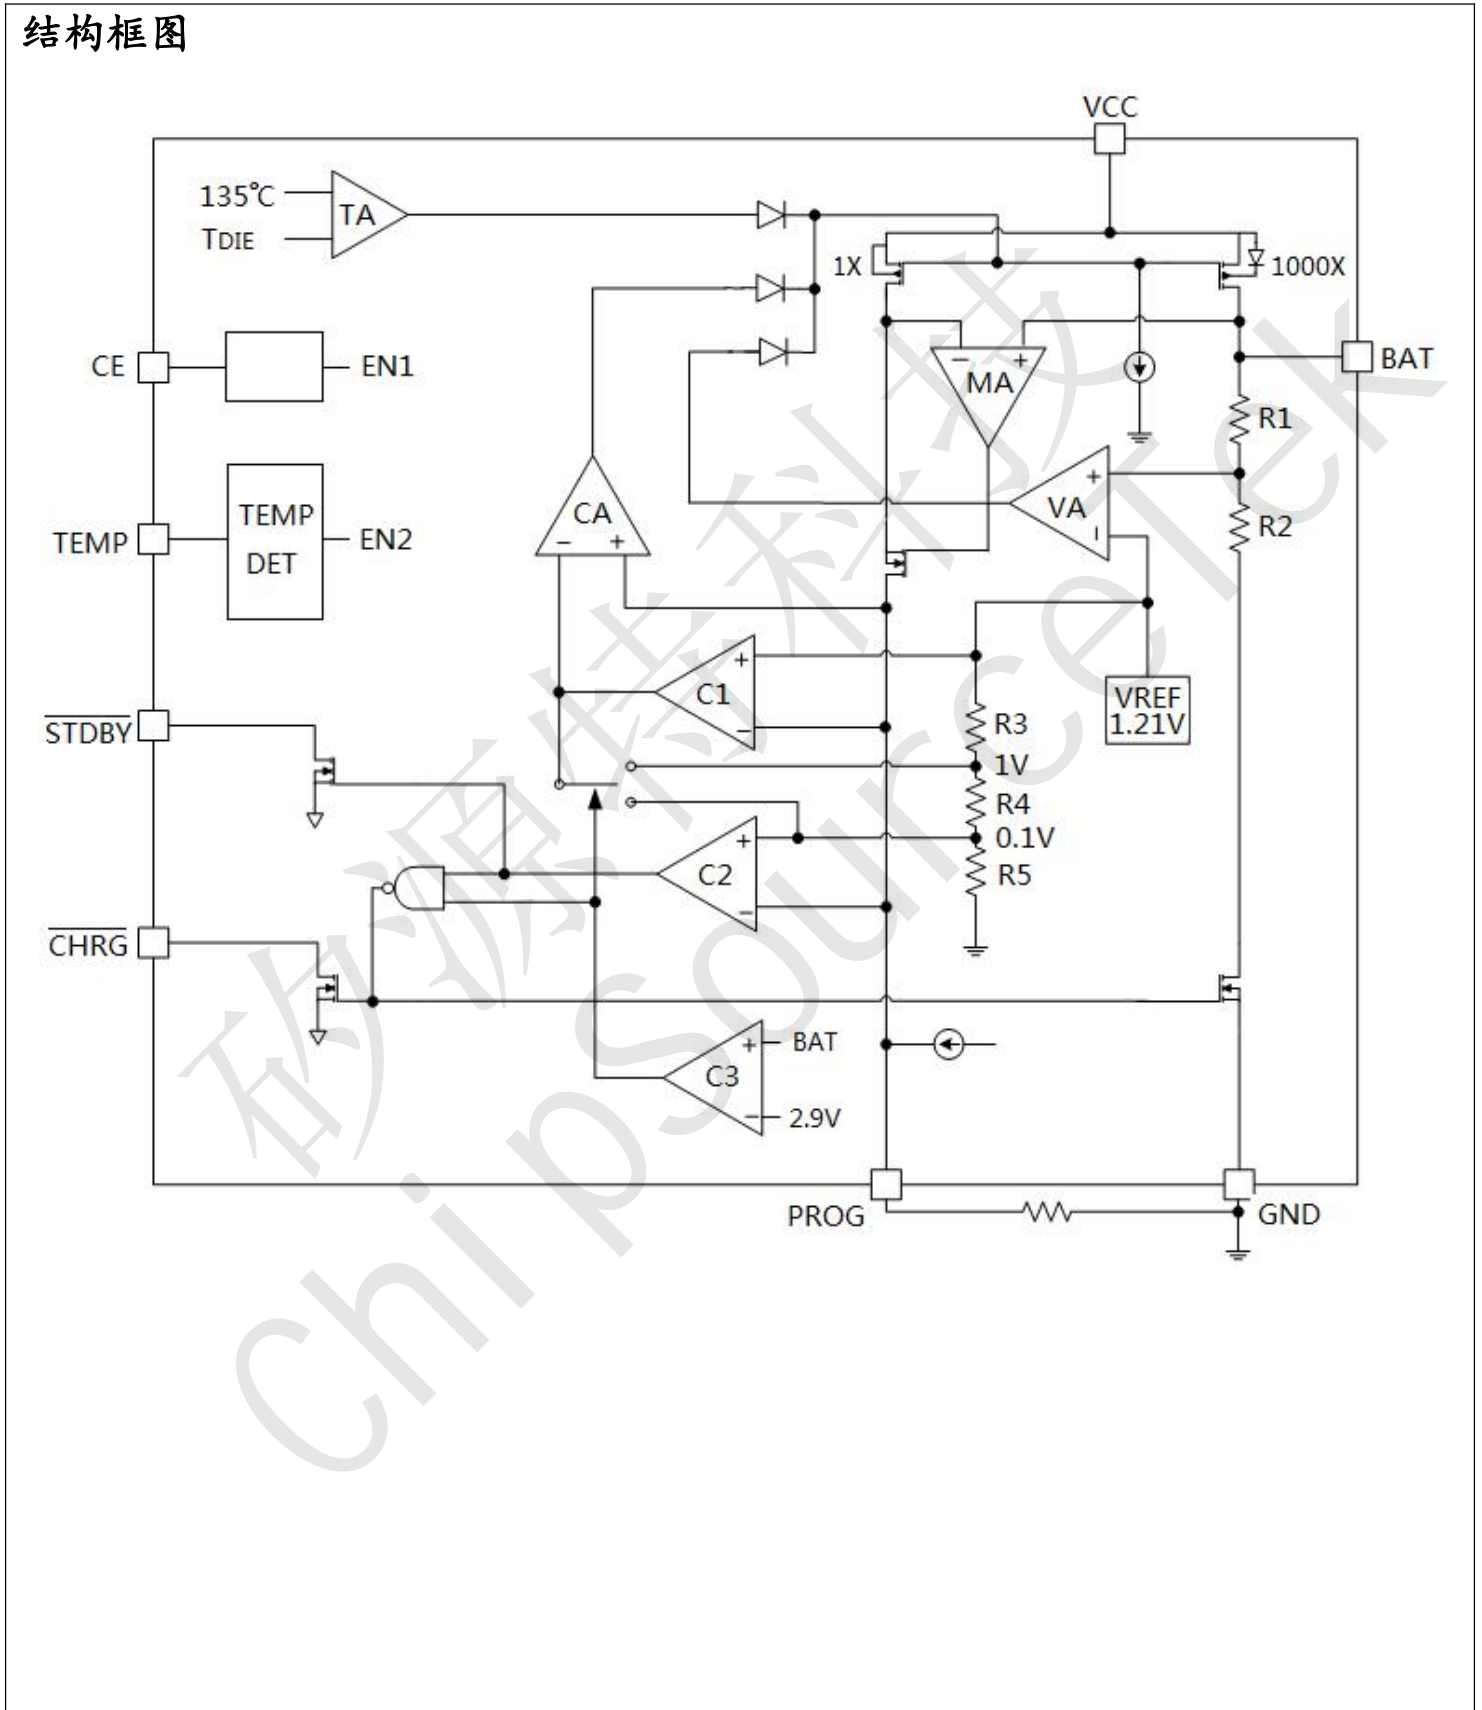 结构框图
VCC
135℃
TDIE
TA
1X
1000X
CE
EN1
BAT
− +
MA
R1
+
VA
−
CA
− +
R2
TEMP
TEMP
DET
EN2
+
C1
−
VREF
1.21V
STDBY
R3
1V
R4
0.1V
+
C2
−
R5
CHRG
+
BAT
C3
−
2.9V
PROG
GND
矽源特科技
ChipSourceTek